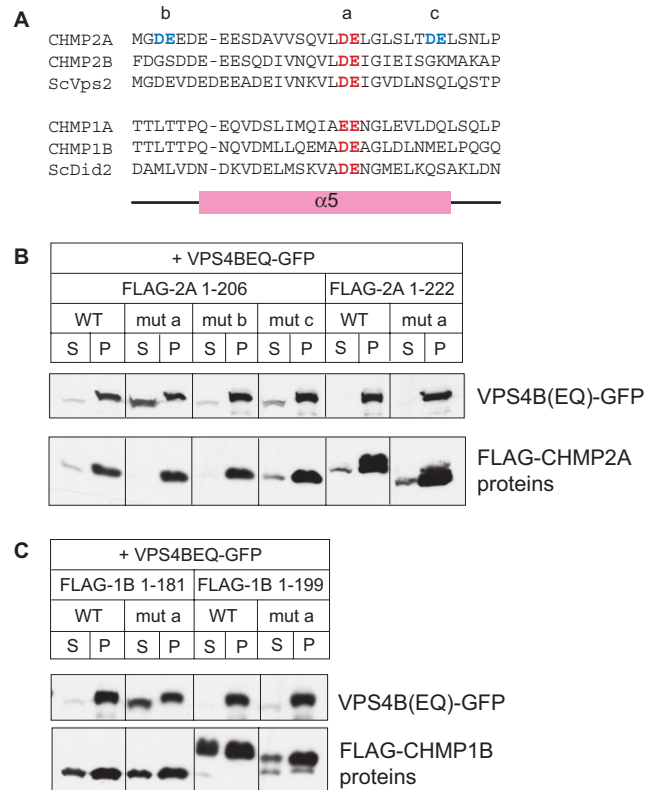 A
b a c
CHMP2A MGDEEDE-EESDAVVSQVLDELGLSLTDELSNLP
CHMP2B FDGSDDE-EESQDIVNQVLDEIGIEISGKMAKAP
ScVps2 MGDEDEDEEADEIVNKVLDEIGVDLNSQLQSTP
CHMP1A TTLTTPQ-EQVDSLIMQIAEENGLEVLDQLSQLP
CHMP1B TTLTTPQ-NQVDMLLQEMADEAGLDLNMELPQGQ
ScDid2 DAMLVDN-DKVDELMSKVADENGMELKQSAKLDN
α5
B
+ VPS4BEQ-GFP
FLAG-2A 1-206 FLAG-2A 1-222
WT mut a mut b mut c WT mut a
S P S P S P S P S P S P
VPS4B(EQ)-GFP
FLAG-CHMP2A
proteins
C
+ VPS4BEQ-GFP
FLAG-1B 1-181 FLAG-1B 1-199
WT mut a WT mut a
S P S P S P S P
VPS4B(EQ)-GFP
FLAG-CHMP1B
proteins